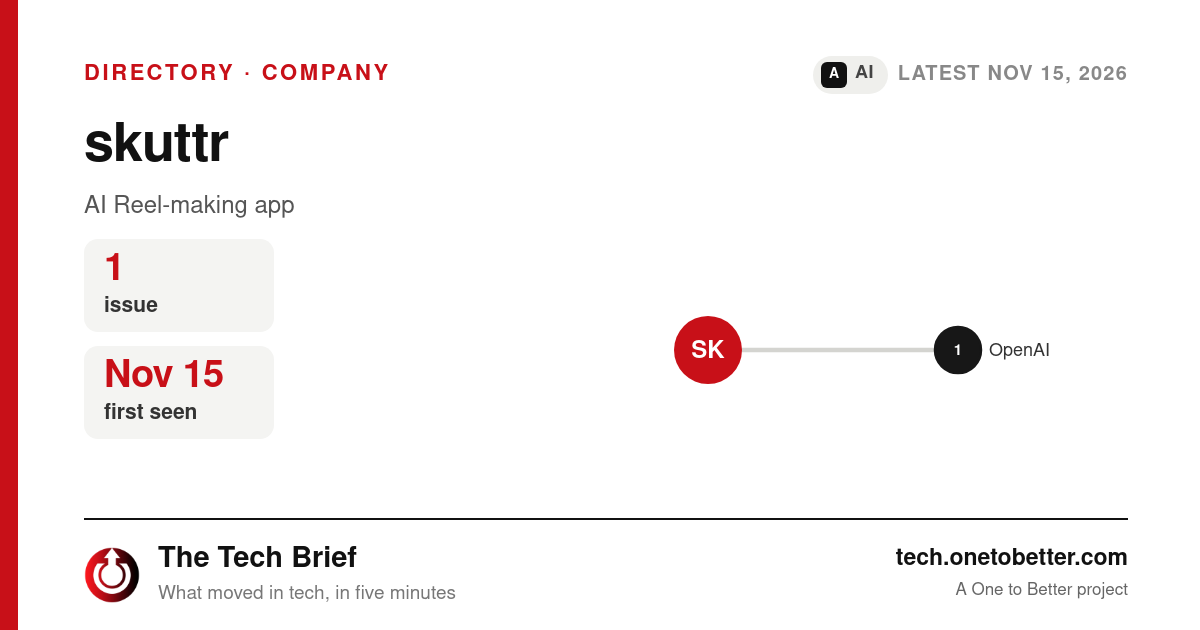 DIRECTORY · COMPANY
A AI LATEST NOV 15, 2026
skuttr
AI Reel-making app
1
issue
Nov 15
first seen
SK
1 OpenAI
The Tech Brief
What moved in tech, in five minutes
tech.onetobetter.com
A One to Better project